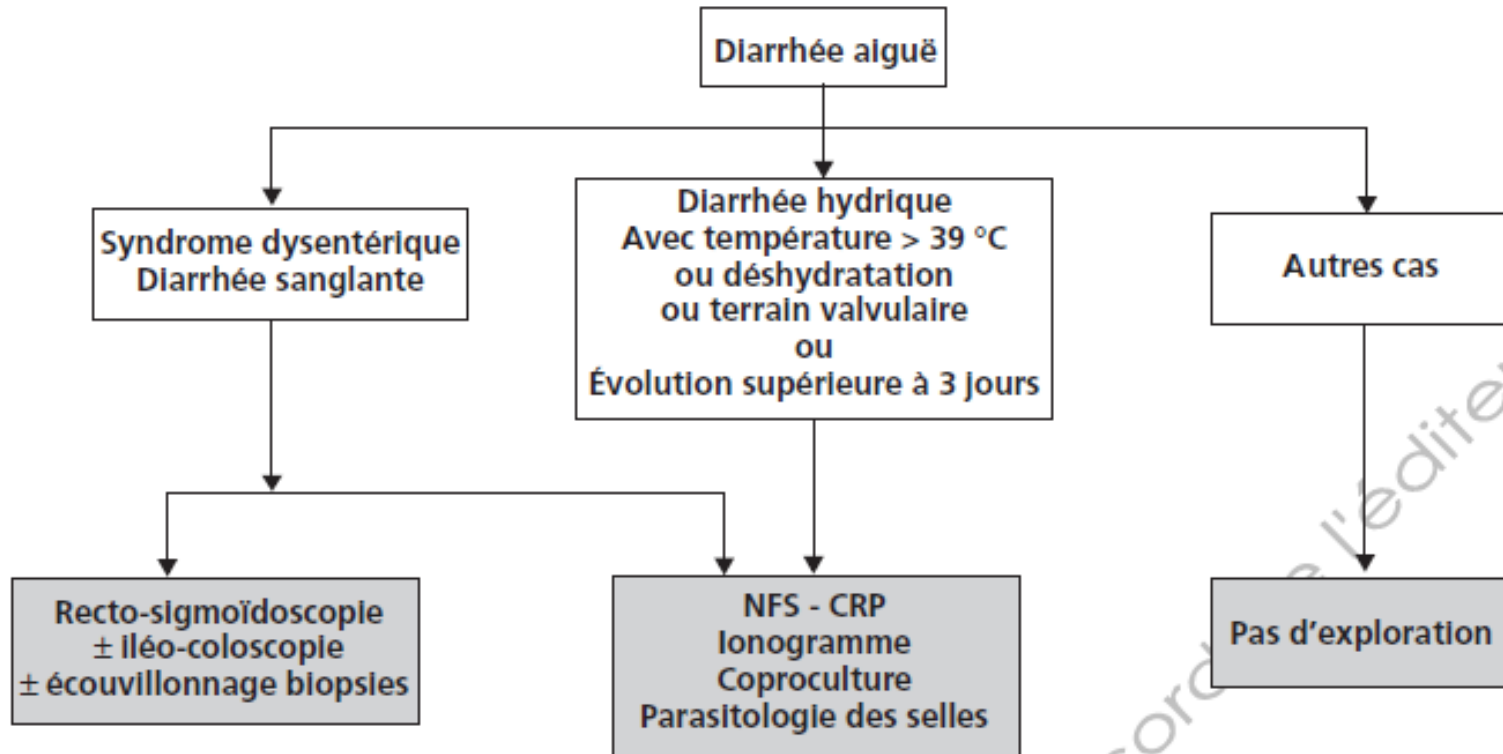 Diarrhée aiguë
Syndrome dysentérique
Diarrhée sanglante
Diarrhée hydrique
Avec température > 39 °C
ou déshydratation
ou terrain valvulaire
ou
Évolution supérieure à 3 jours
Autres cas
Recto-sigmoïdoscopie
± iléo-coloscopie
± écouvillonnage biopsies
NFS - CRP
Ionogramme
Coproculture
Parasitologie des selles
Pas d'exploration
l'édite